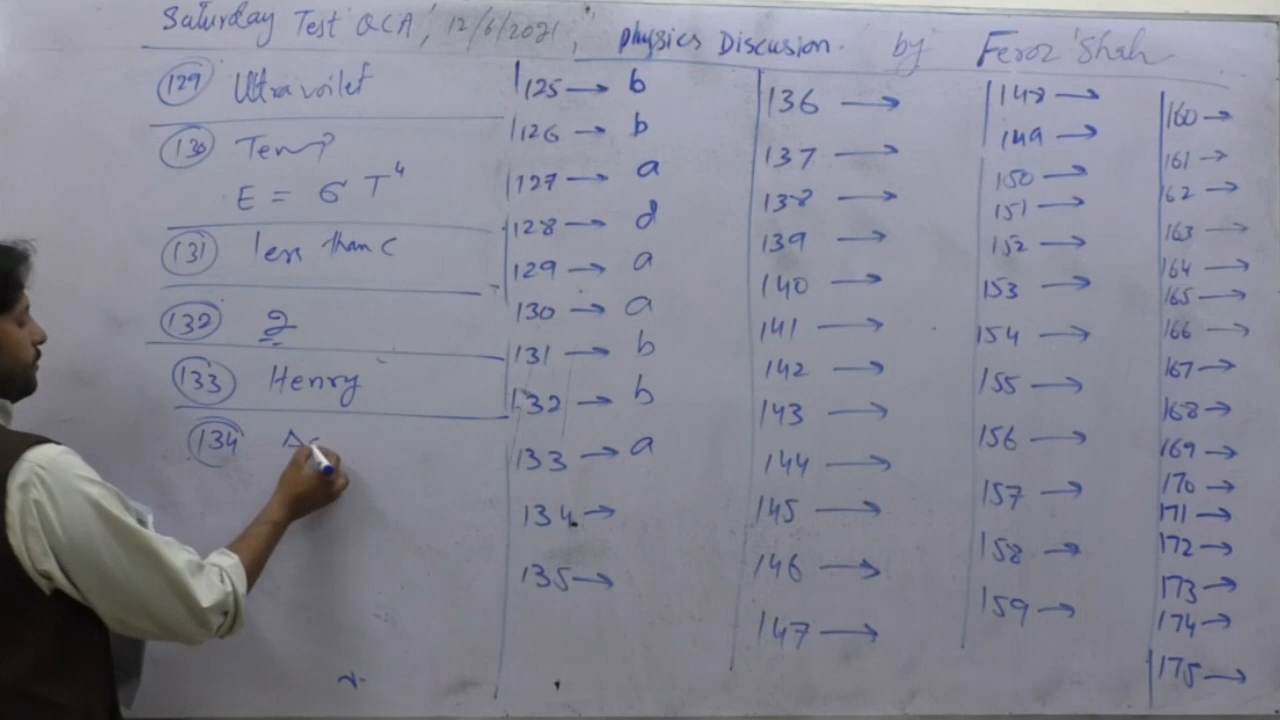 Saturday Test QCA, 12/6/2021, physics Discusion. by Feroz Shah
129 Ultra voilet
130 Temp
E = σ T⁴
131 less than C
132 2
133 Henry
134
125 → b
126 → b
127 → a
128 → d
129 → a
130 → a
131 → b
132 → b
133 → a
134 →
135 →
136 →
137 →
138 →
139 →
140 →
141 →
142 →
143 →
144 →
145 →
146 →
147 →
148 →
149 →
150 →
151 →
152 →
153 →
154 →
155 →
156 →
157 →
158 →
159 →
160 →
161 →
162 →
163 →
164 →
165 →
166 →
167 →
168 →
169 →
170 →
171 →
172 →
173 →
174 →
175 →